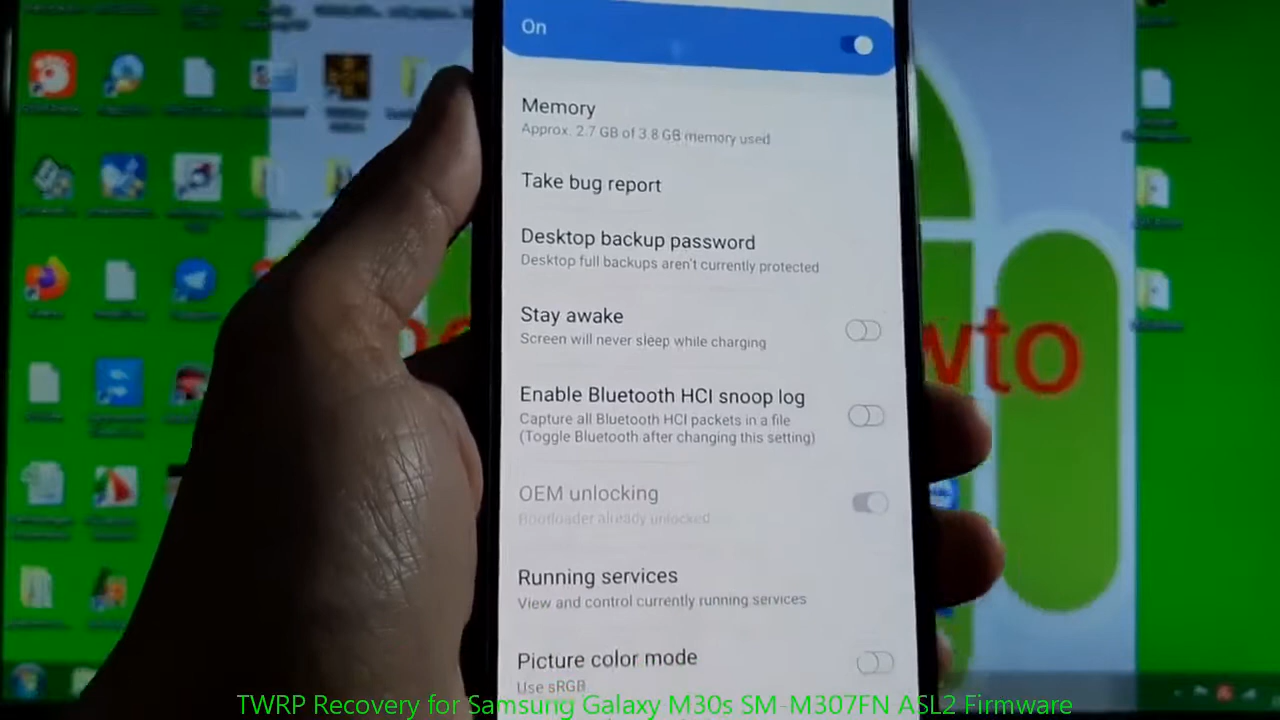 On
Memory
Approx. 2.7 GB of 3.8 GB memory used
Take bug report
Desktop backup password
Desktop full backups aren't currently protected
Stay awake
Screen will never sleep while charging
Enable Bluetooth HCI snoop log
Capture all Bluetooth HCI packets in a file
(Toggle Bluetooth after changing this setting)
OEM unlocking
Bootloader already unlocked
Running services
View and control currently running services
Picture color mode
Use sRGB
wto
TWRP Recovery for Samsung Galaxy M30s SM-M307FN ASL2 Firmware